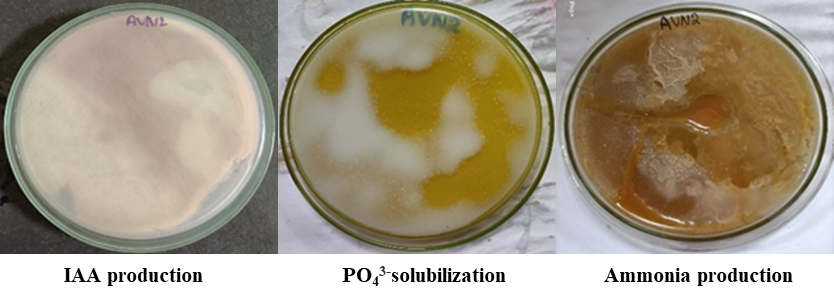 AVN2
AVN2
AVN2
IAA production
PO₄³⁻solubilization
Ammonia production